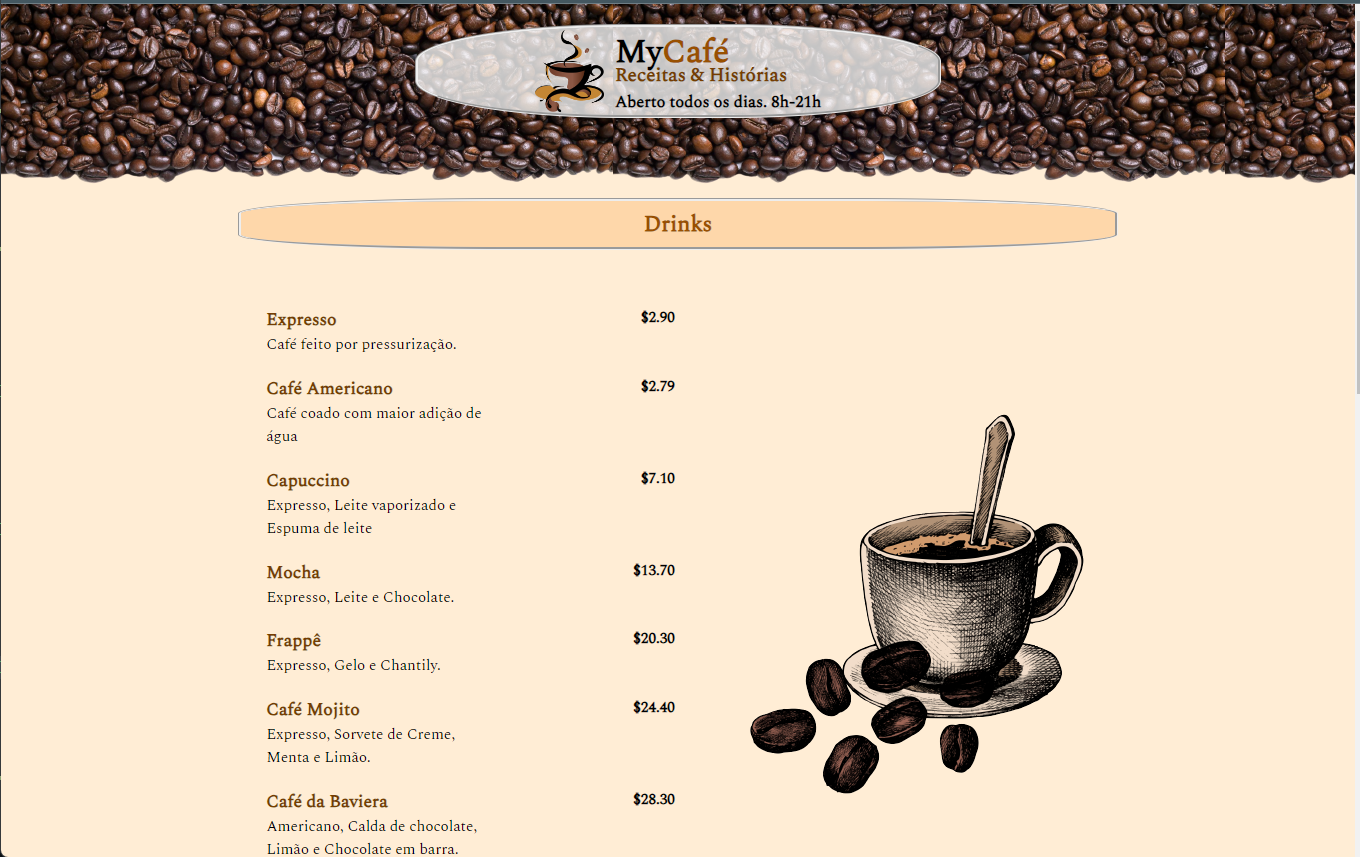 MyCafé
Receitas & Histórias
Aberto todos os dias. 8h-21h
Drinks
Expresso $2.90
Café feito por pressurização.
Café Americano $2.79
Café coado com maior adição de
água
Capuccino $7.10
Expresso, Leite vaporizado e
Espuma de leite
Mocha $13.70
Expresso, Leite e Chocolate.
Frappê $20.30
Expresso, Gelo e Chantily.
Café Mojito $24.40
Expresso, Sorvete de Creme,
Menta e Limão.
Café da Baviera $28.30
Americano, Calda de chocolate,
Limão e Chocolate em barra.